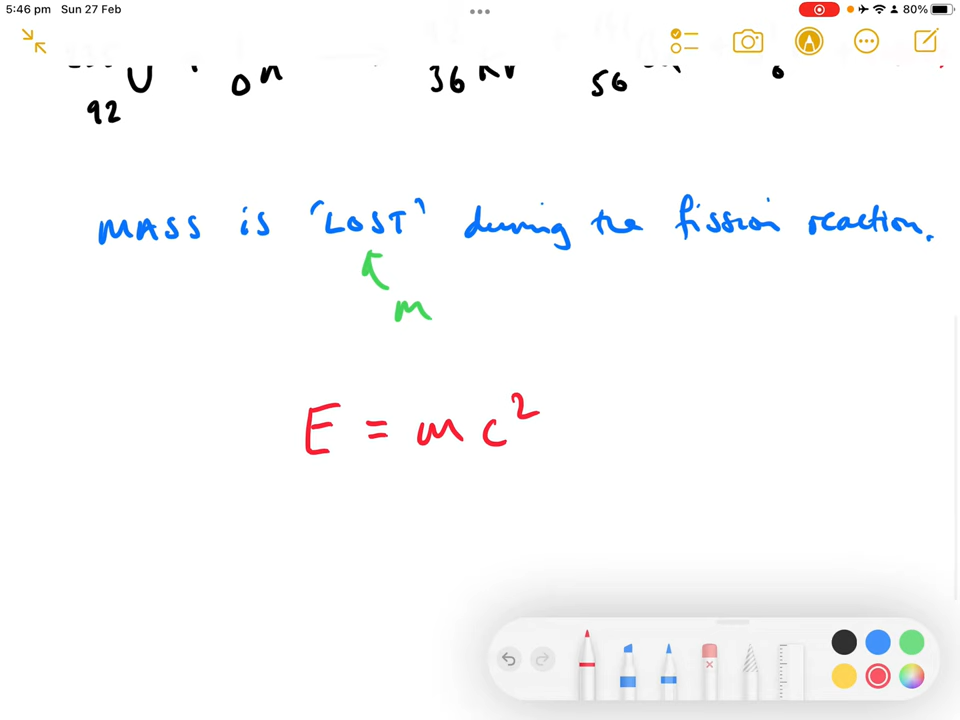 5:46 pm Sun 27 Feb
80%
U
92
0
36
56
MASS is 'LOST' during the fission reaction.
m
E = mc²